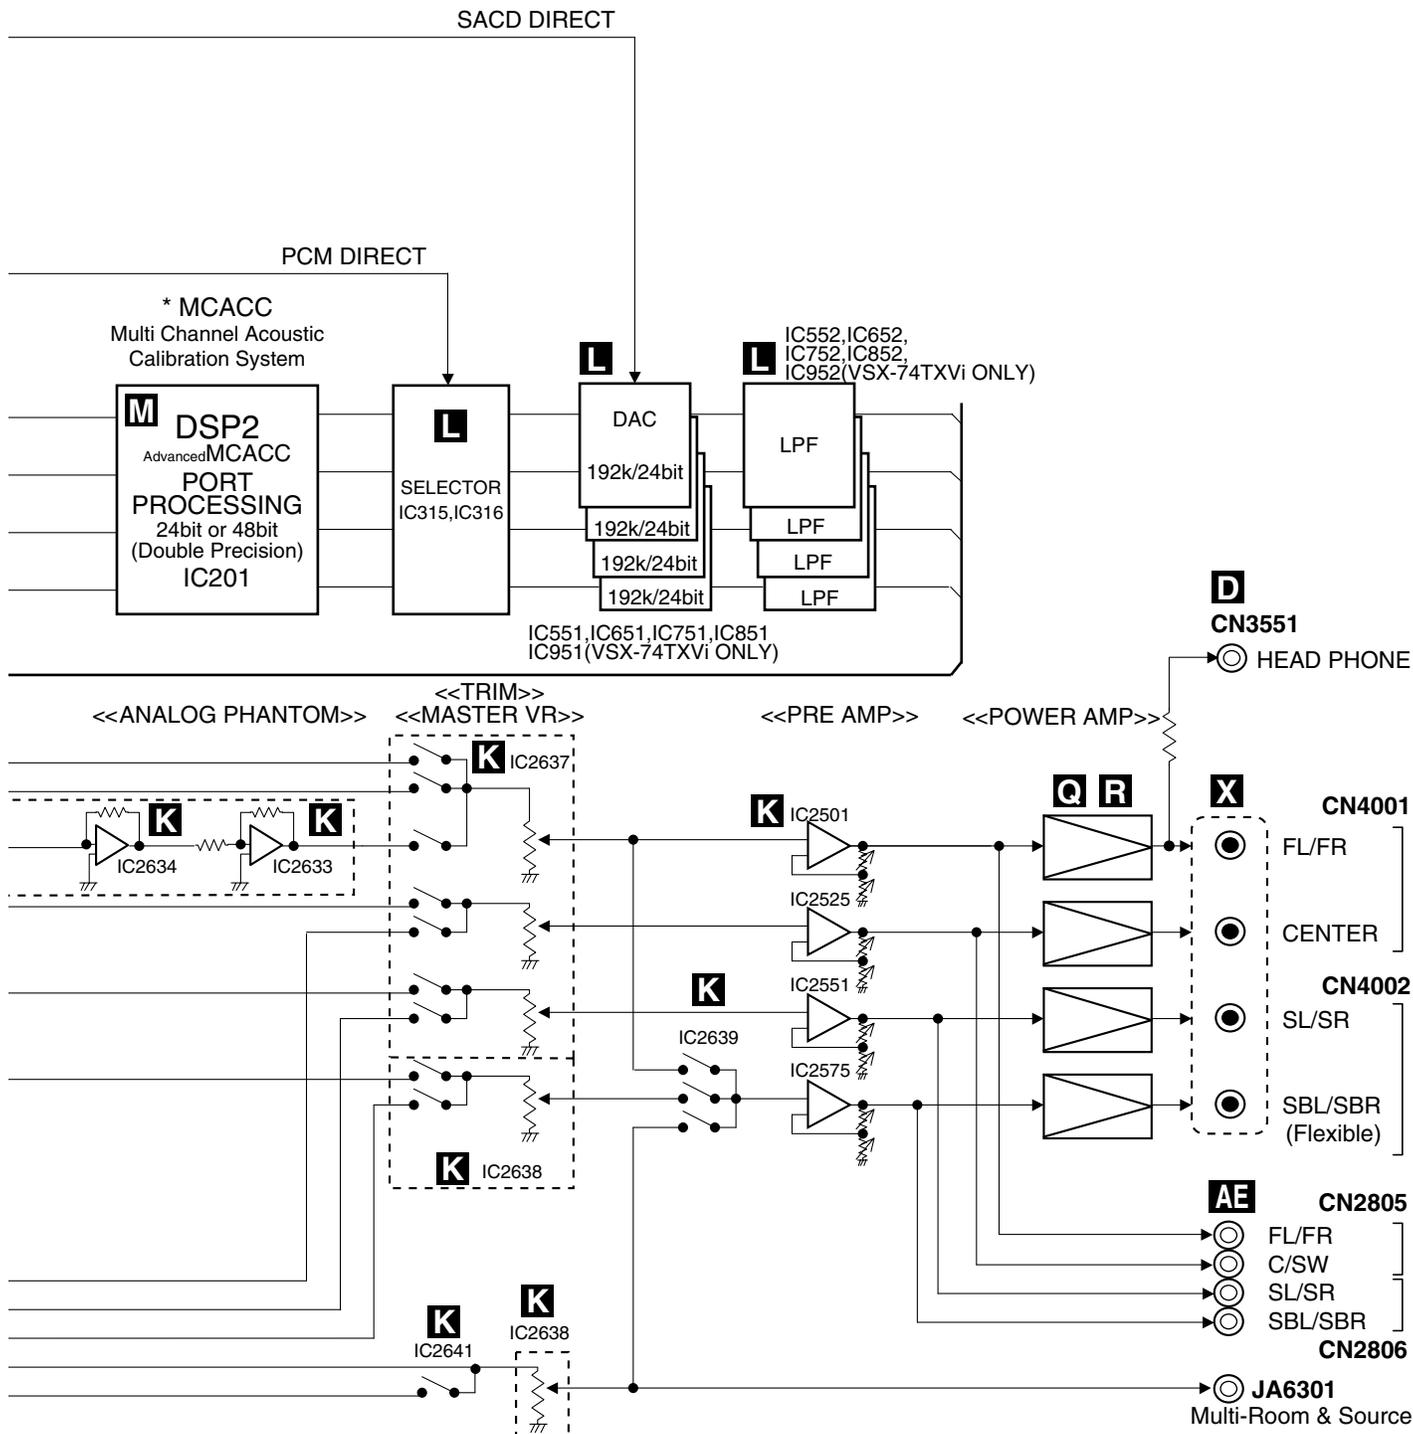 SACD DIRECT
PCM DIRECT
* MCACC
Multi Channel Acoustic
Calibration System
M
DSP2
AdvancedMCACC
PORT
PROCESSING
24bit or 48bit
(Double Precision)
IC201
L
SELECTOR
IC315,IC316
L
DAC
192k/24bit
192k/24bit
192k/24bit
192k/24bit
IC551,IC651,IC751,IC851
IC951(VSX-74TXVi ONLY)
L
IC552,IC652,
IC752,IC852,
IC952(VSX-74TXVi ONLY)
LPF
LPF
LPF
LPF
D
CN3551
HEAD PHONE
<<ANALOG PHANTOM>>
<<TRIM>>
<<MASTER VR>>
<<PRE AMP>>
<<POWER AMP>>
K
IC2634
K
IC2633
K
IC2637
K
IC2501
IC2525
IC2551
IC2575
K
IC2639
K
IC2638
Q R
X
CN4001
FL/FR
CENTER
CN4002
SL/SR
SBL/SBR
(Flexible)
AE
CN2805
FL/FR
C/SW
SL/SR
SBL/SBR
CN2806
K
IC2641
K
IC2638
JA6301
Multi-Room & Source